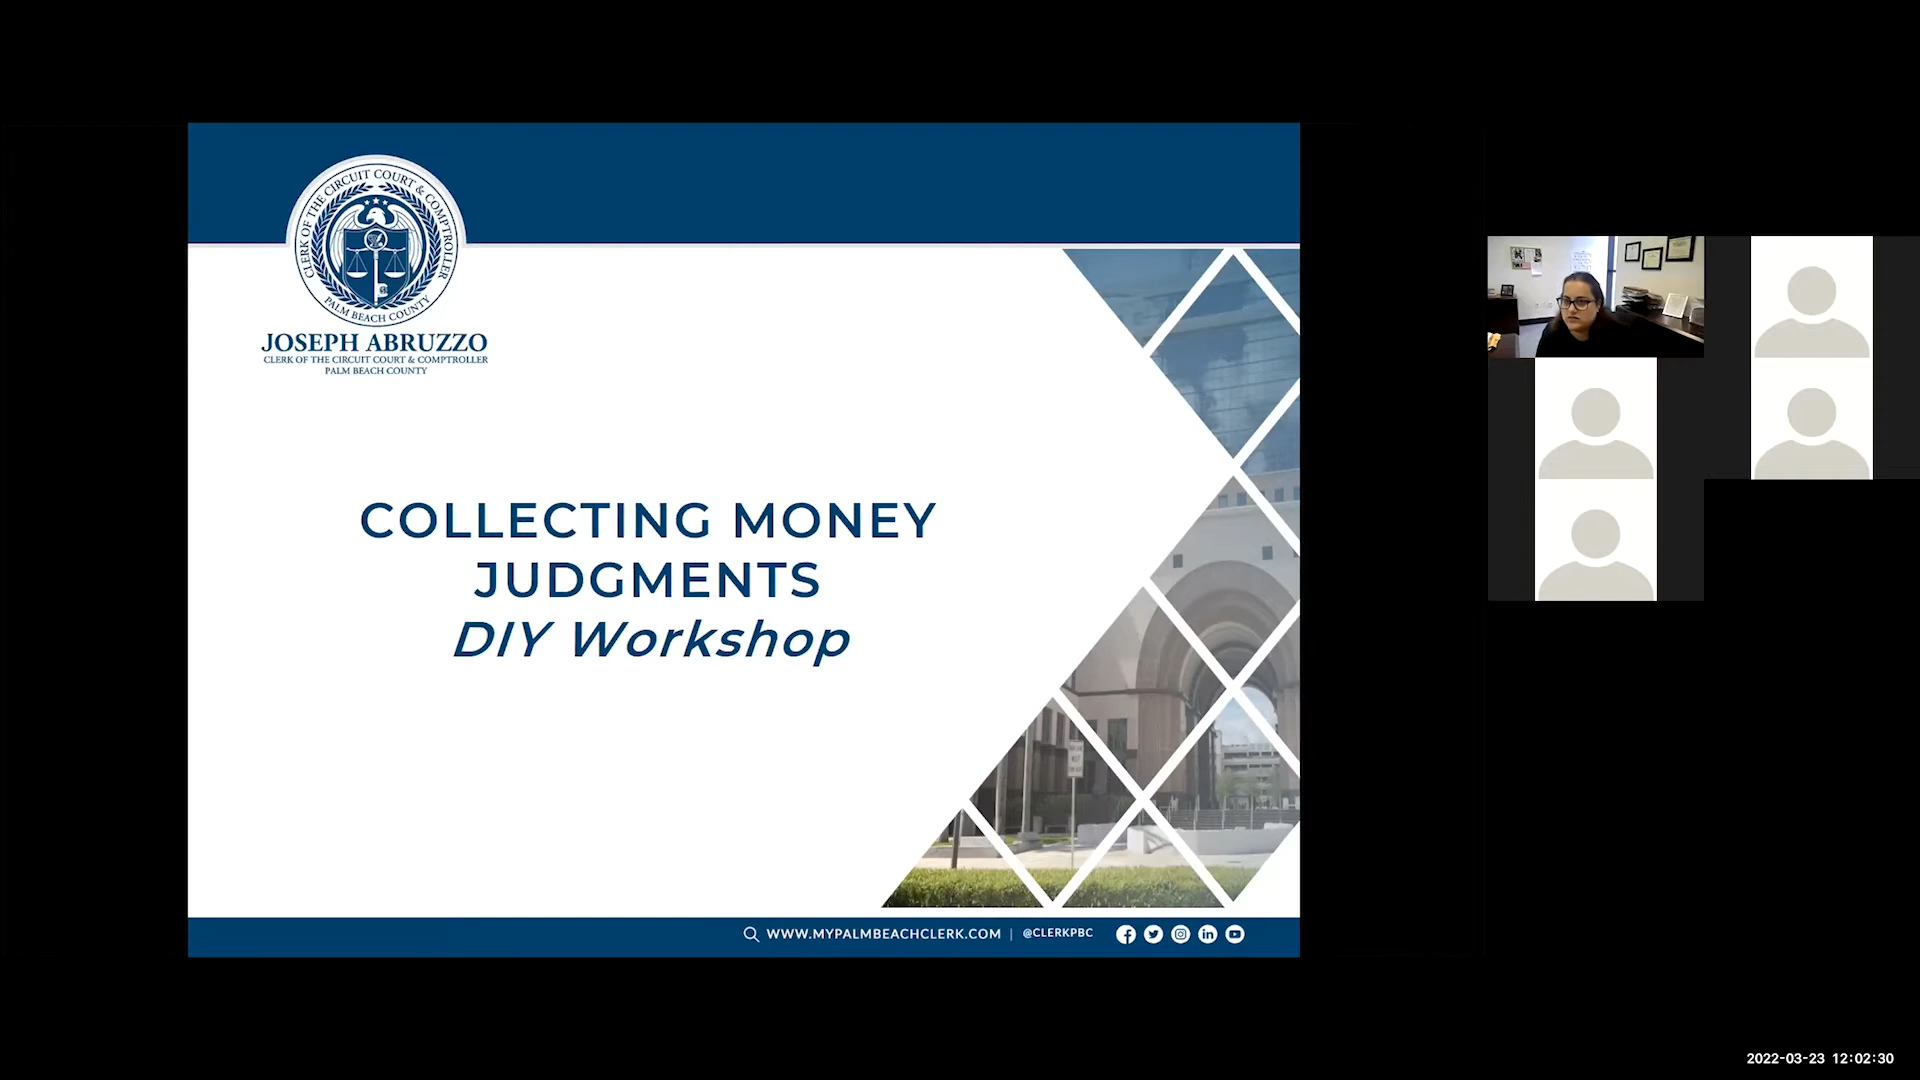 CLERK OF THE CIRCUIT COURT & COMPTROLLER
PALM BEACH COUNTY
JOSEPH ABRUZZO
CLERK OF THE CIRCUIT COURT & COMPTROLLER
PALM BEACH COUNTY
COLLECTING MONEY
JUDGMENTS
DIY Workshop
WWW.MYPALMBEACHCLERK.COM | @CLERKPBC
2022-03-23 12:02:30